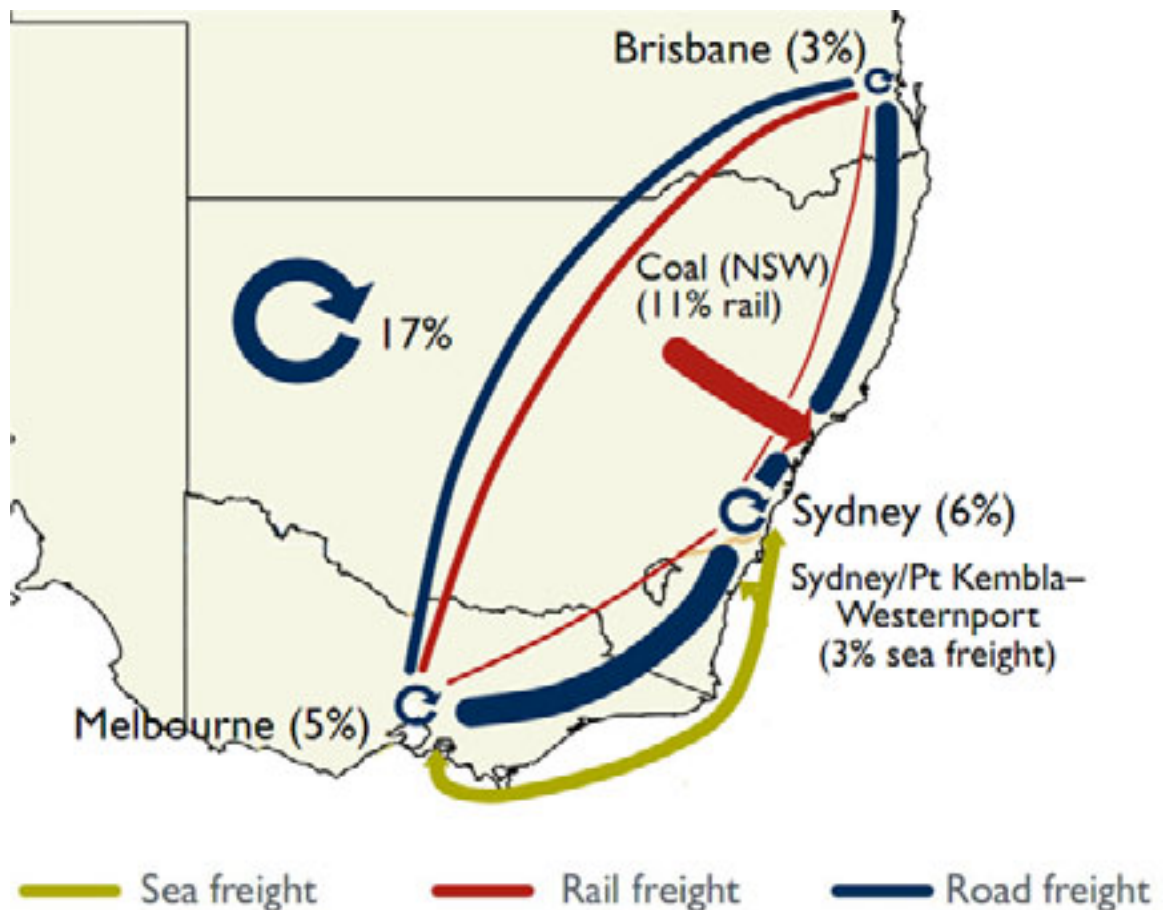 Brisbane (3%)
Coal (NSW)
(11% rail)
17%
Sydney (6%)
Sydney/Pt Kembla–
Westernport
(3% sea freight)
Melbourne (5%)
Sea freight
Rail freight
Road freight